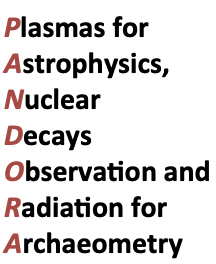 Plasmas for
Astrophysics,
Nuclear
Decays
Observation and
Radiation for
Archaeometry